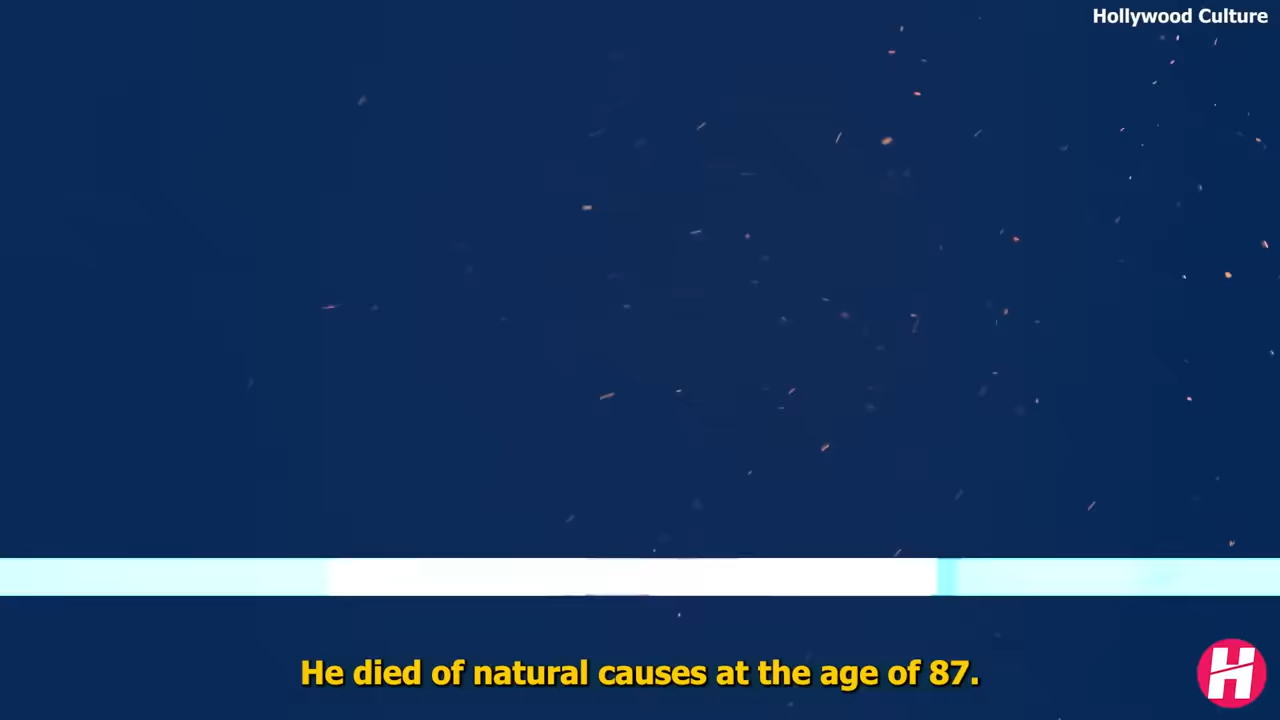 Hollywood Culture
He died of natural causes at the age of 87.
H